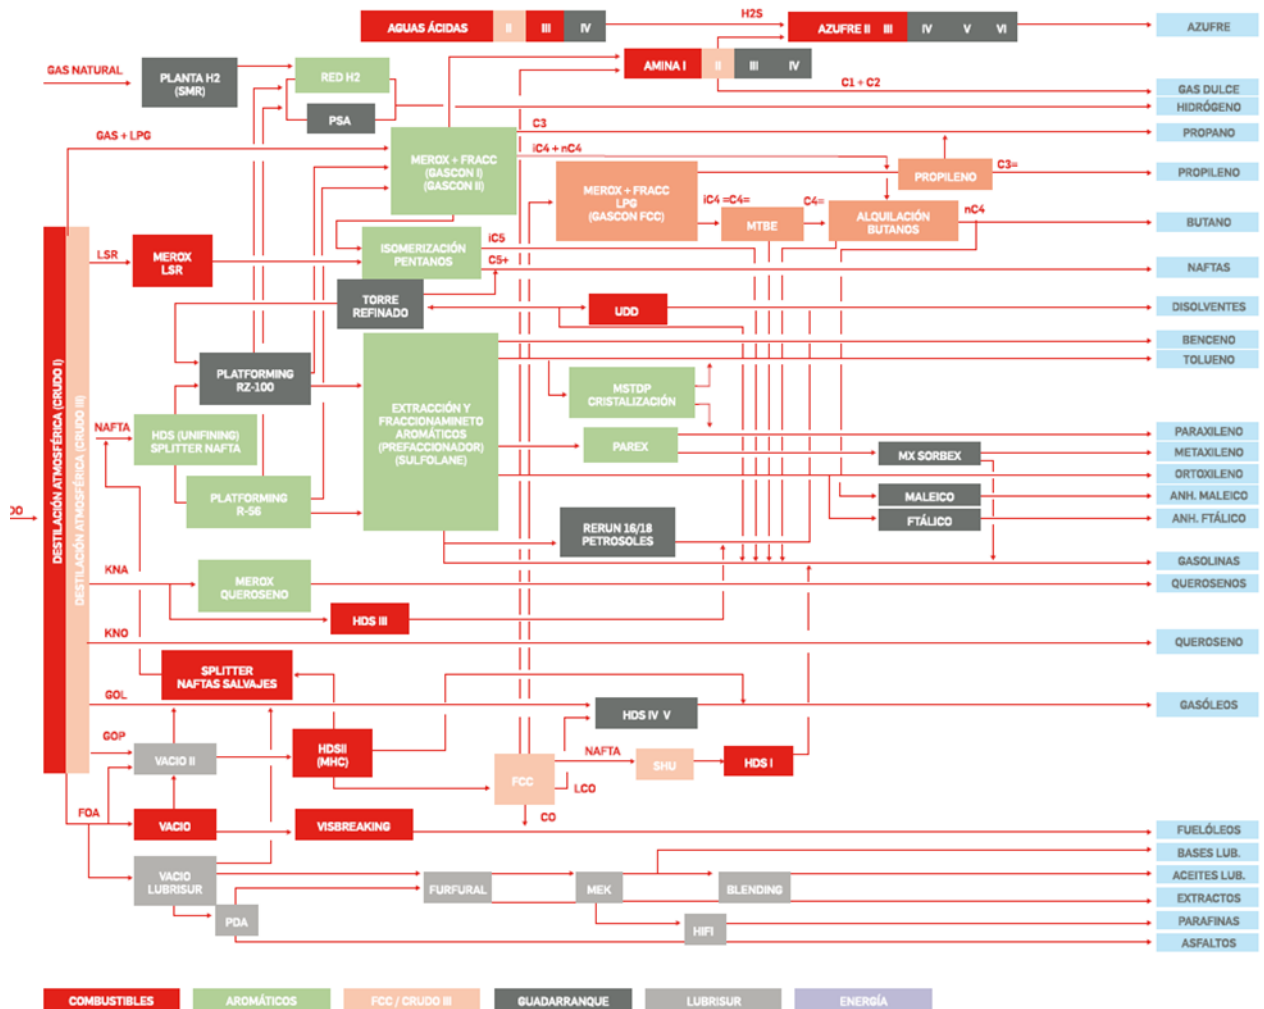 AGUAS ÁCIDAS II III IV
H2S
AZUFRE II III IV V VI
AZUFRE
GAS NATURAL
PLANTA H2
(SMR)
RED H2
PSA
AMINA I II III IV
C1 + C2
GAS DULCE
HIDRÓGENO
GAS + LPG
MEROX + FRACC
(GASCON I)
(GASCON II)
C3
PROPANO
iC4 + nC4
MEROX + FRACC
LPG
(GASCON FCC)
PROPILENO
C3=
PROPILENO
iC4 =C4=
MTBE
C4=
ALQUILACIÓN
BUTANOS
nC4
BUTANO
LSR
MEROX
LSR
ISOMERIZACIÓN
PENTANOS
iC5
C5+
NAFTAS
TORRE
REFINADO
UDD
DISOLVENTES
BENCENO
TOLUENO
PLATFORMING
RZ-100
EXTRACCIÓN Y
FRACCIONAMINETO
AROMÁTICOS
(PREFACCIONADOR)
(SULFOLANE)
MSTDP
CRISTALIZACIÓN
DESTILACIÓN ATMOSFÉRICA (CRUDO I)
DESTILACIÓN ATMOSFÉRICA (CRUDO III)
NAFTA
HDS (UNIFINING)
SPLITTER NAFTA
PAREX
PARAXILENO
MX SORBEX
METAXILENO
ORTOXILENO
PLATFORMING
R-56
MALEICO
ANH. MALEICO
FTÁLICO
ANH. FTÁLICO
DO
RERUN 16/18
PETROSOLES
GASOLINAS
KNA
MEROX
QUEROSENO
QUEROSENOS
HDS III
KNO
QUEROSENO
SPLITTER
NAFTAS SALVAJES
GOL
HDS IV V
GASÓLEOS
GOP
VACIO II
HDSII
(MHC)
FCC
NAFTA
SHU
HDS I
LCO
CO
FOA
VACIO
VISBREAKING
FUELÓLEOS
BASES LUB.
VACIO
LUBRISUR
FURFURAL
MEK
BLENDING
ACEITES LUB.
EXTRACTOS
PDA
HIFI
PARAFINAS
ASFALTOS
COMBUSTIBLES
AROMÁTICOS
FCC / CRUDO III
GUADARRANQUE
LUBRISUR
ENERGÍA